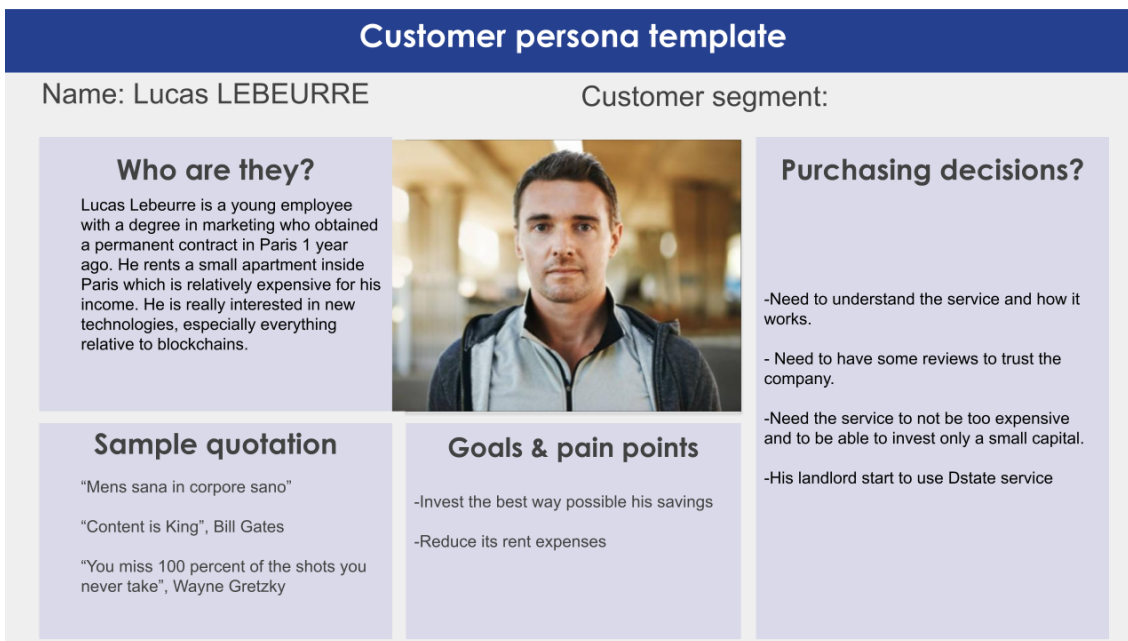 Customer persona template
Name: Lucas LEBEURRE
Customer segment:
Who are they?
Lucas Lebeurre is a young employee
with a degree in marketing who obtained
a permanent contract in Paris 1 year
ago. He rents a small apartment inside
Paris which is relatively expensive for his
income. He is really interested in new
technologies, especially everything
relative to blockchains.
Purchasing decisions?
-Need to understand the service and how it
works.
- Need to have some reviews to trust the
company.
-Need the service to not be too expensive
and to be able to invest only a small capital.
-His landlord start to use Dstate service
Sample quotation
“Mens sana in corpore sano”
“Content is King”, Bill Gates
“You miss 100 percent of the shots you
never take”, Wayne Gretzky
Goals & pain points
-Invest the best way possible his savings
-Reduce its rent expenses